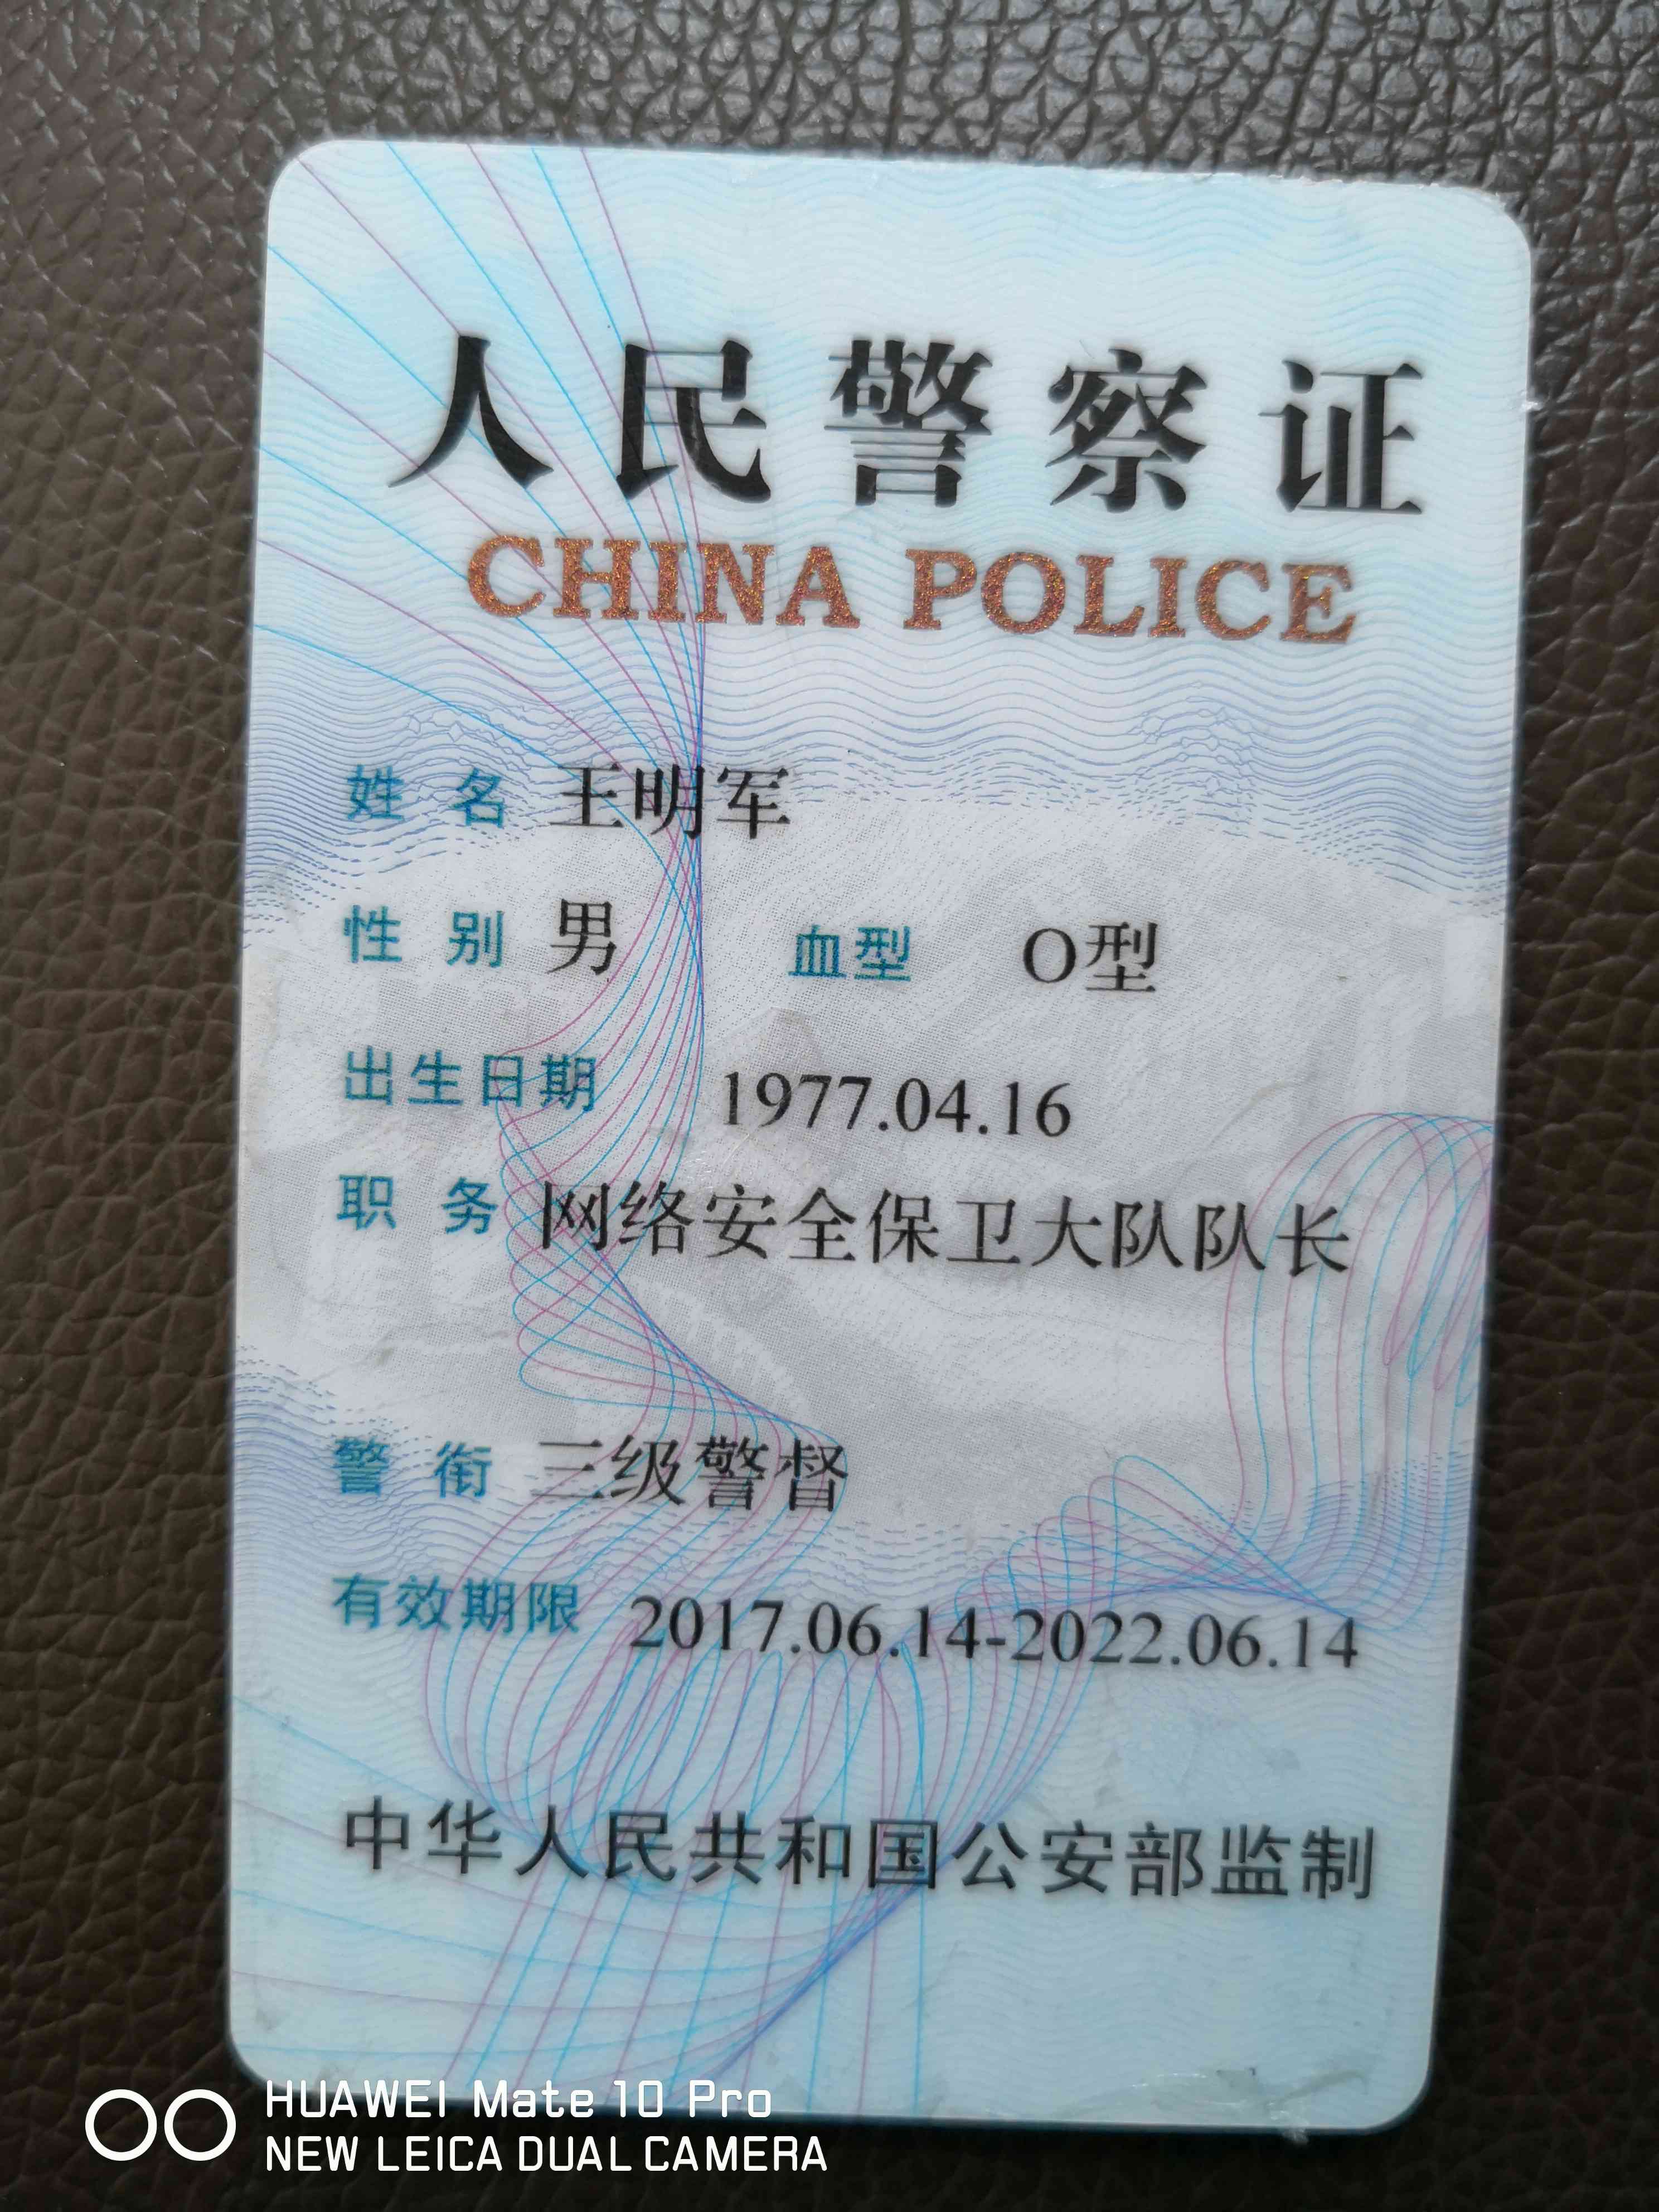 人民警察证
CHINA POLICE
姓名 王明军
性别 男 血型 O型
出生日期 1977.04.16
职务 网络安全保卫大队队长
警衔 三级警督
有效期限 2017.06.14-2022.06.14
中华人民共和国公安部监制
HUAWEI Mate 10 Pro
NEW LEICA DUAL CAMERA